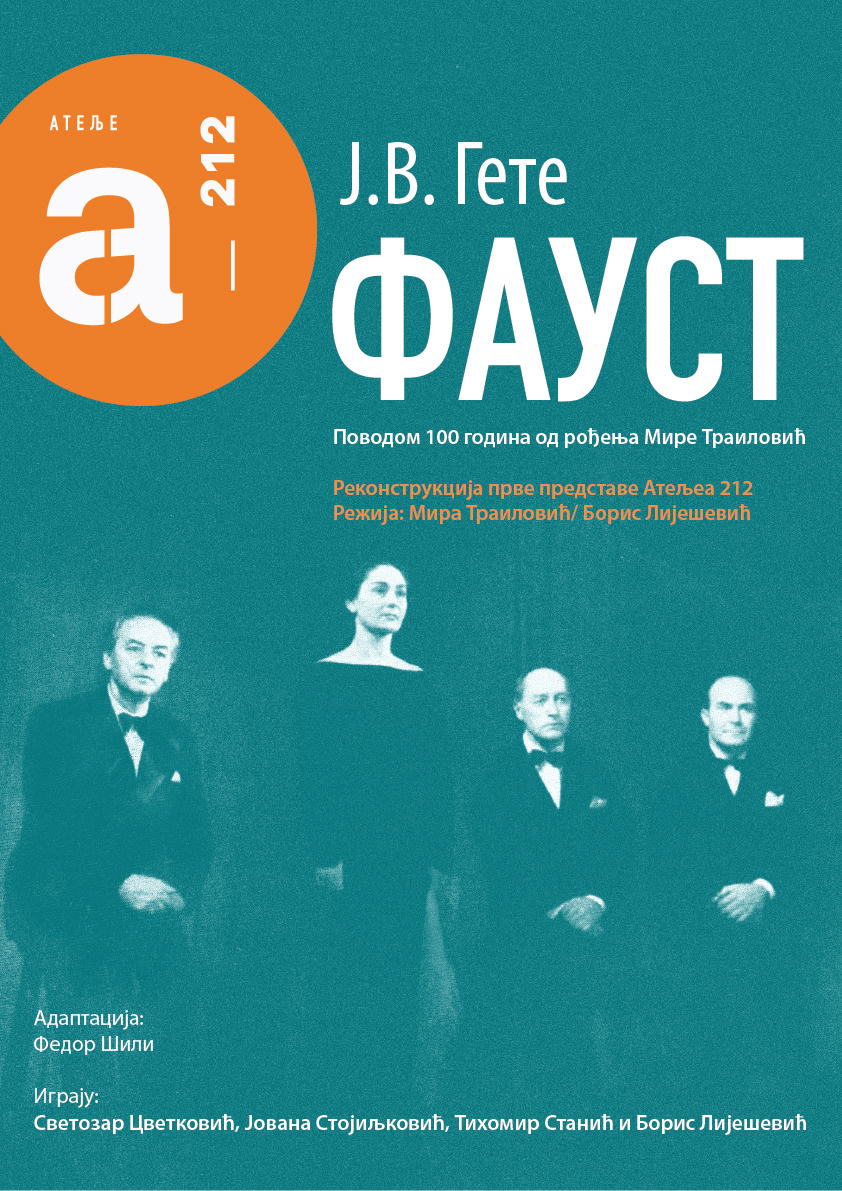 АТЕЉЕ
212
a
Ј.В. Гете
ФАУСТ
Поводом 100 година од рођења Мире Траиловић
Реконструкција прве представе Атељеа 212
Режија: Мира Траиловић/ Борис Лијешевић
Адаптација:
Федор Шили
Играју:
Светозар Цветковић, Јована Стојиљковић, Тихомир Станић и Борис Лијешевић